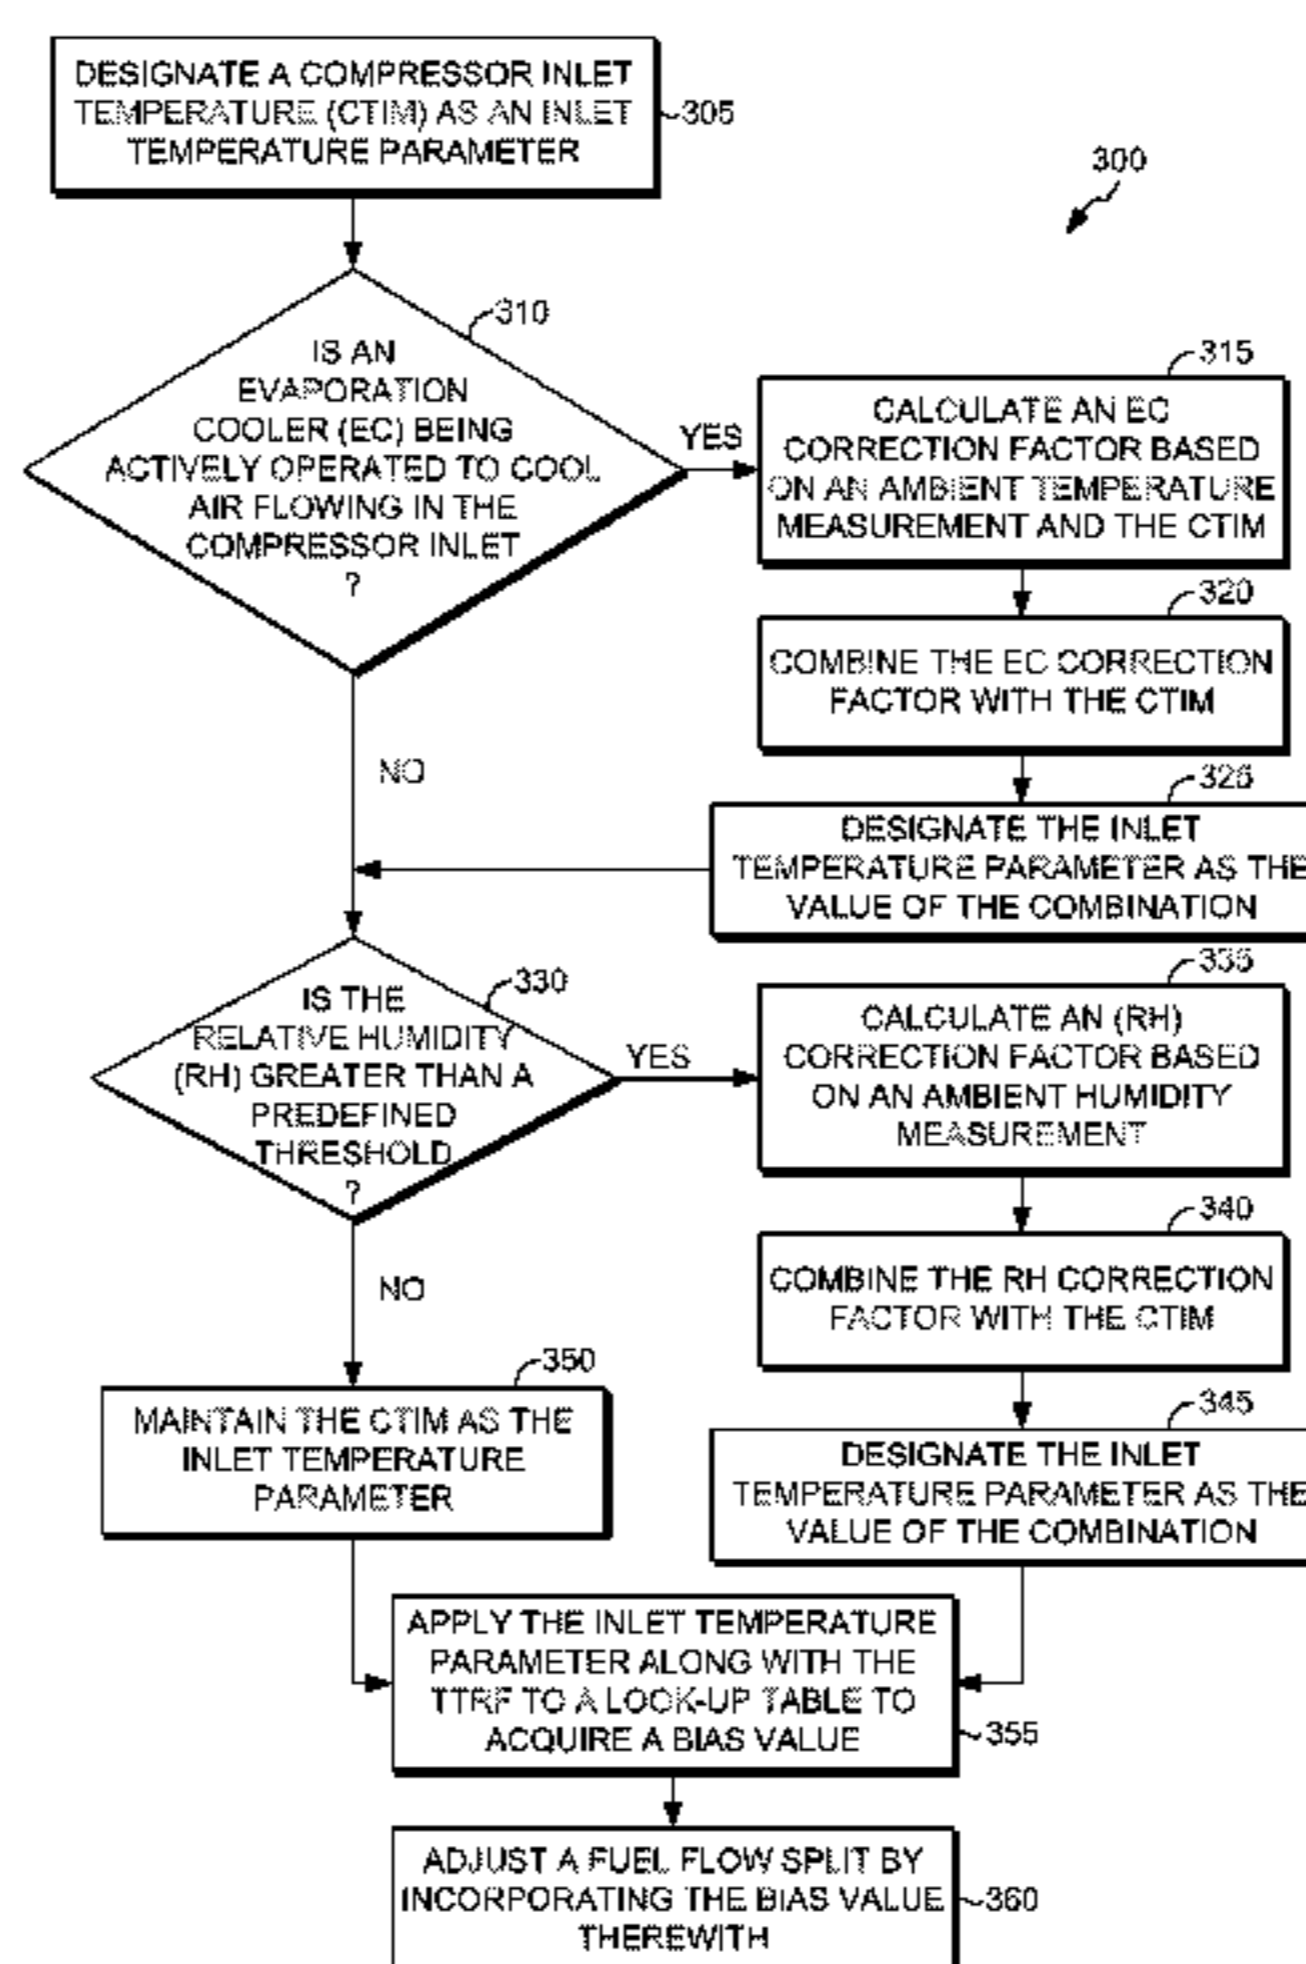 DESIGNATE A COMPRESSOR INLET
TEMPERATURE (CTIM) AS AN INLET
TEMPERATURE PARAMETER
305
300
310
IS AN
EVAPORATION
COOLER (EC) BEING
ACTIVELY OPERATED TO COOL
AIR FLOWING IN THE
COMPRESSOR INLET
?
YES
NO
315
CALCULATE AN EC
CORRECTION FACTOR BASED
ON AN AMBIENT TEMPERATURE
MEASUREMENT AND THE CTIM
320
COMBINE THE EC CORRECTION
FACTOR WITH THE CTIM
325
DESIGNATE THE INLET
TEMPERATURE PARAMETER AS THE
VALUE OF THE COMBINATION
330
IS THE
RELATIVE HUMIDITY
(RH) GREATER THAN A
PREDEFINED
THRESHOLD
?
YES
NO
335
CALCULATE AN (RH)
CORRECTION FACTOR BASED
ON AN AMBIENT HUMIDITY
MEASUREMENT
340
COMBINE THE RH CORRECTION
FACTOR WITH THE CTIM
345
DESIGNATE THE INLET
TEMPERATURE PARAMETER AS THE
VALUE OF THE COMBINATION
350
MAINTAIN THE CTIM AS THE
INLET TEMPERATURE
PARAMETER
APPLY THE INLET TEMPERATURE
PARAMETER ALONG WITH THE
TTRF TO A LOOK-UP TABLE TO
ACQUIRE A BIAS VALUE
355
ADJUST A FUEL FLOW SPLIT BY
INCORPORATING THE BIAS VALUE
THEREWITH
360